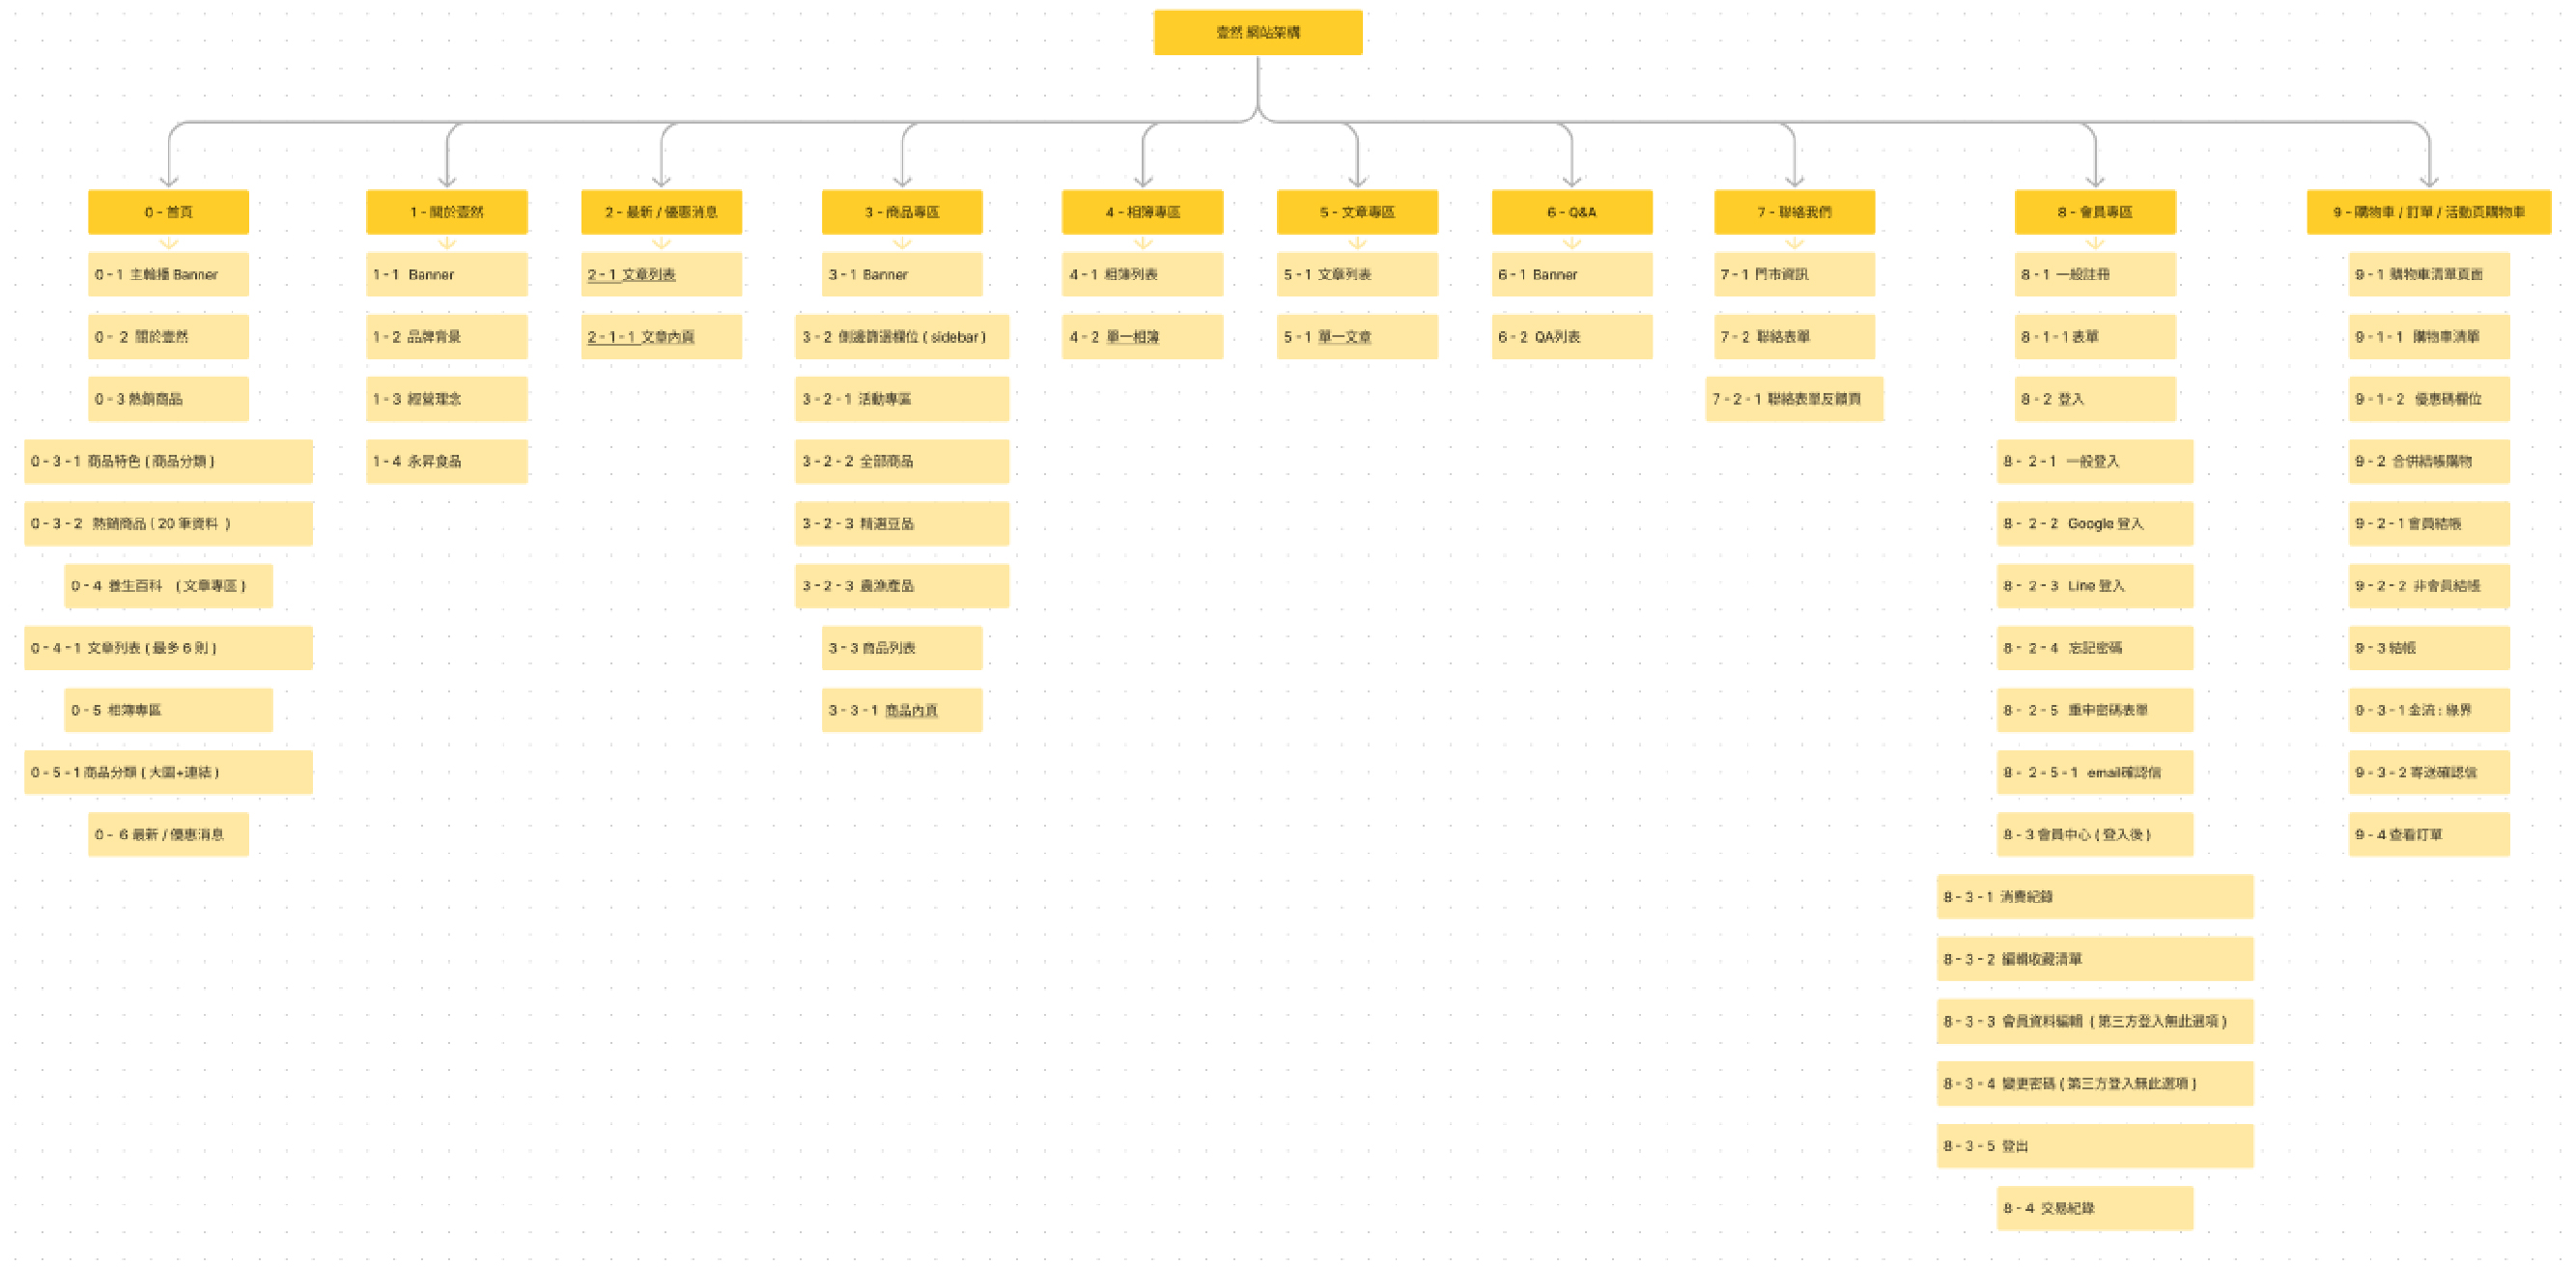 壹然 網站架構
0 - 首頁
0 - 1 主輪播 Banner
0 - 2 關於壹然
0 - 3 熱銷商品
0 - 3 - 1 商品特色 ( 商品分類 )
0 - 3 - 2 熱銷商品 ( 20 筆資料 )
0 - 4 養生百科 ( 文章專區 )
0 - 4 - 1 文章列表 ( 最多 6 則 )
0 - 5 相簿專區
0 - 5 - 1 商品分類 ( 大圖+連結 )
0 - 6 最新 / 優惠消息
1 - 關於壹然
1 - 1 Banner
1 - 2 品牌背景
1 - 3 經營理念
1 - 4 永昇食品
2 - 最新 / 優惠消息
2 - 1 文章列表
2 - 1 - 1 文章內頁
3 - 商品專區
3 - 1 Banner
3 - 2 側邊篩選欄位 ( sidebar )
3 - 2 - 1 活動專區
3 - 2 - 2 全部商品
3 - 2 - 3 精選豆品
3 - 2 - 3 農漁產品
3 - 3 商品列表
3 - 3 - 1 商品內頁
4 - 相簿專區
4 - 1 相簿列表
4 - 2 單一相簿
5 - 文章專區
5 - 1 文章列表
5 - 1 單一文章
6 - Q&A
6 - 1 Banner
6 - 2 QA列表
7 - 聯絡我們
7 - 1 門市資訊
7 - 2 聯絡表單
7 - 2 - 1 聯絡表單反饋頁
8 - 會員專區
8 - 1 一般註冊
8 - 1 - 1 表單
8 - 2 登入
8 - 2 - 1 一般登入
8 - 2 - 2 Google 登入
8 - 2 - 3 Line 登入
8 - 2 - 4 忘記密碼
8 - 2 - 5 重申密碼表單
8 - 2 - 5 - 1 email確認信
8 - 3 會員中心 ( 登入後 )
8 - 3 - 1 消費紀錄
8 - 3 - 2 編輯收藏清單
8 - 3 - 3 會員資料編輯 ( 第三方登入無此選項 )
8 - 3 - 4 變更密碼 ( 第三方登入無此選項 )
8 - 3 - 5 登出
8 - 4 交易紀錄
9 - 購物車 / 訂單 / 活動頁購物車
9 - 1 購物車清單頁面
9 - 1 - 1 購物車清單
9 - 1 - 2 優惠碼欄位
9 - 2 合併結帳購物
9 - 2 - 1 會員結帳
9 - 2 - 2 非會員結帳
9 - 3 結帳
9 - 3 - 1 金流 : 綠界
9 - 3 - 2 寄送確認信
9 - 4 查看訂單